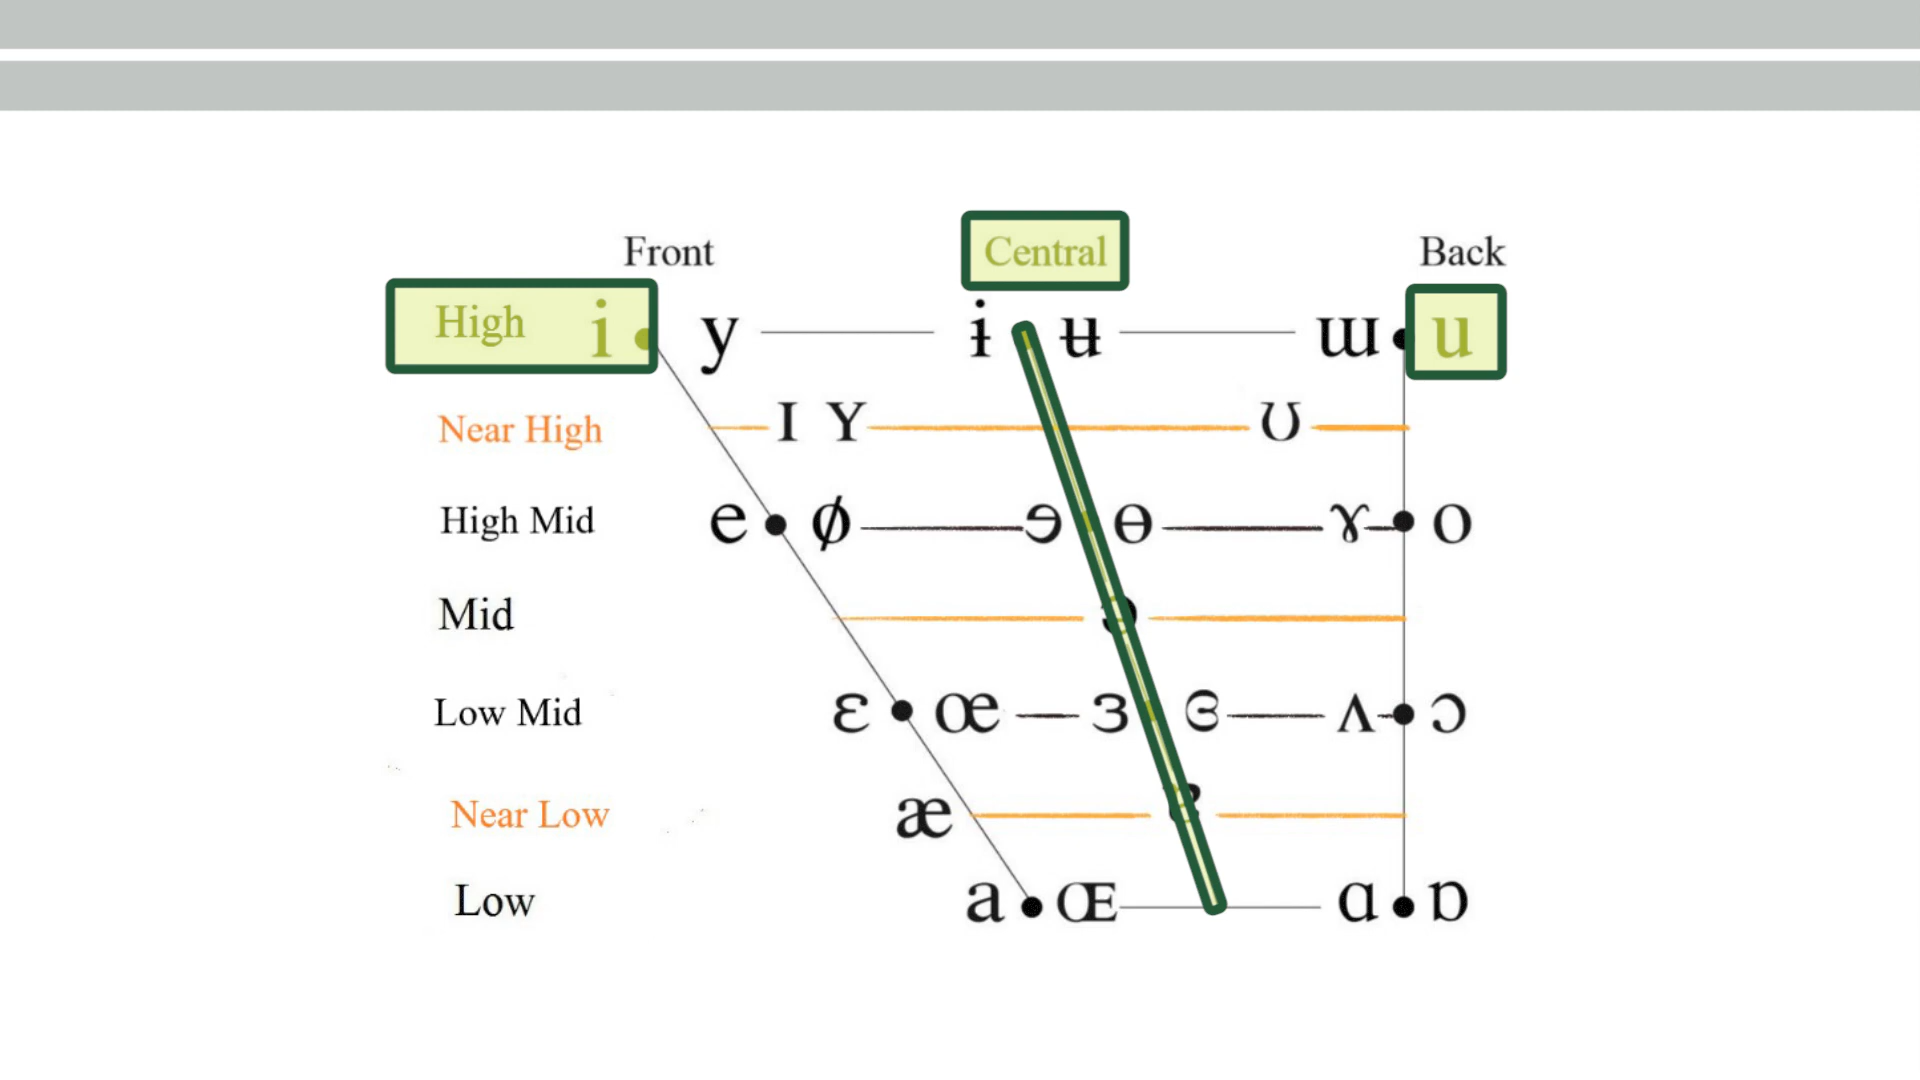 Front Central Back
High i y ɨ ʉ ɯ u
Near High I Y Ʊ
High Mid e ø ɘ ɵ ɤ o
Mid
Low Mid ɛ œ ɜ ɞ ʌ ɔ
Near Low æ
Low a Œ ɑ ɒ